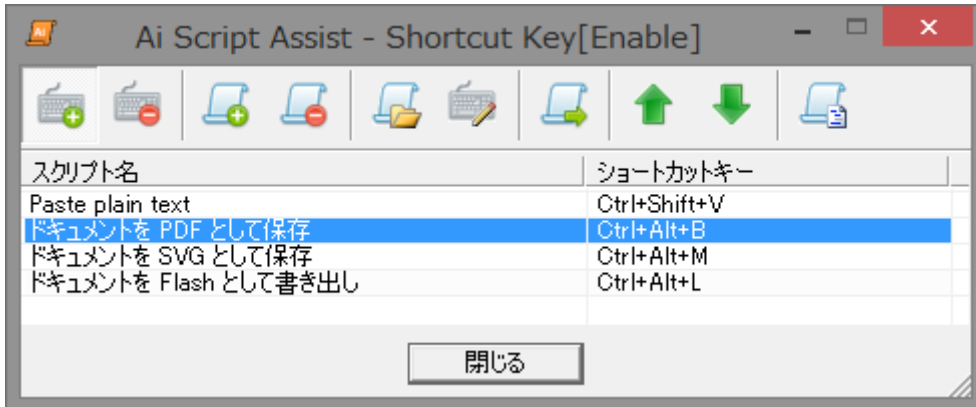 Ai Script Assist - Shortcut Key[Enable]
スクリプト名 ショートカットキー
Paste plain text Ctrl+Shift+V
ドキュメントを PDF として保存 Ctrl+Alt+B
ドキュメントを SVG として保存 Ctrl+Alt+M
ドキュメントを Flash として書き出し Ctrl+Alt+L
閉じる